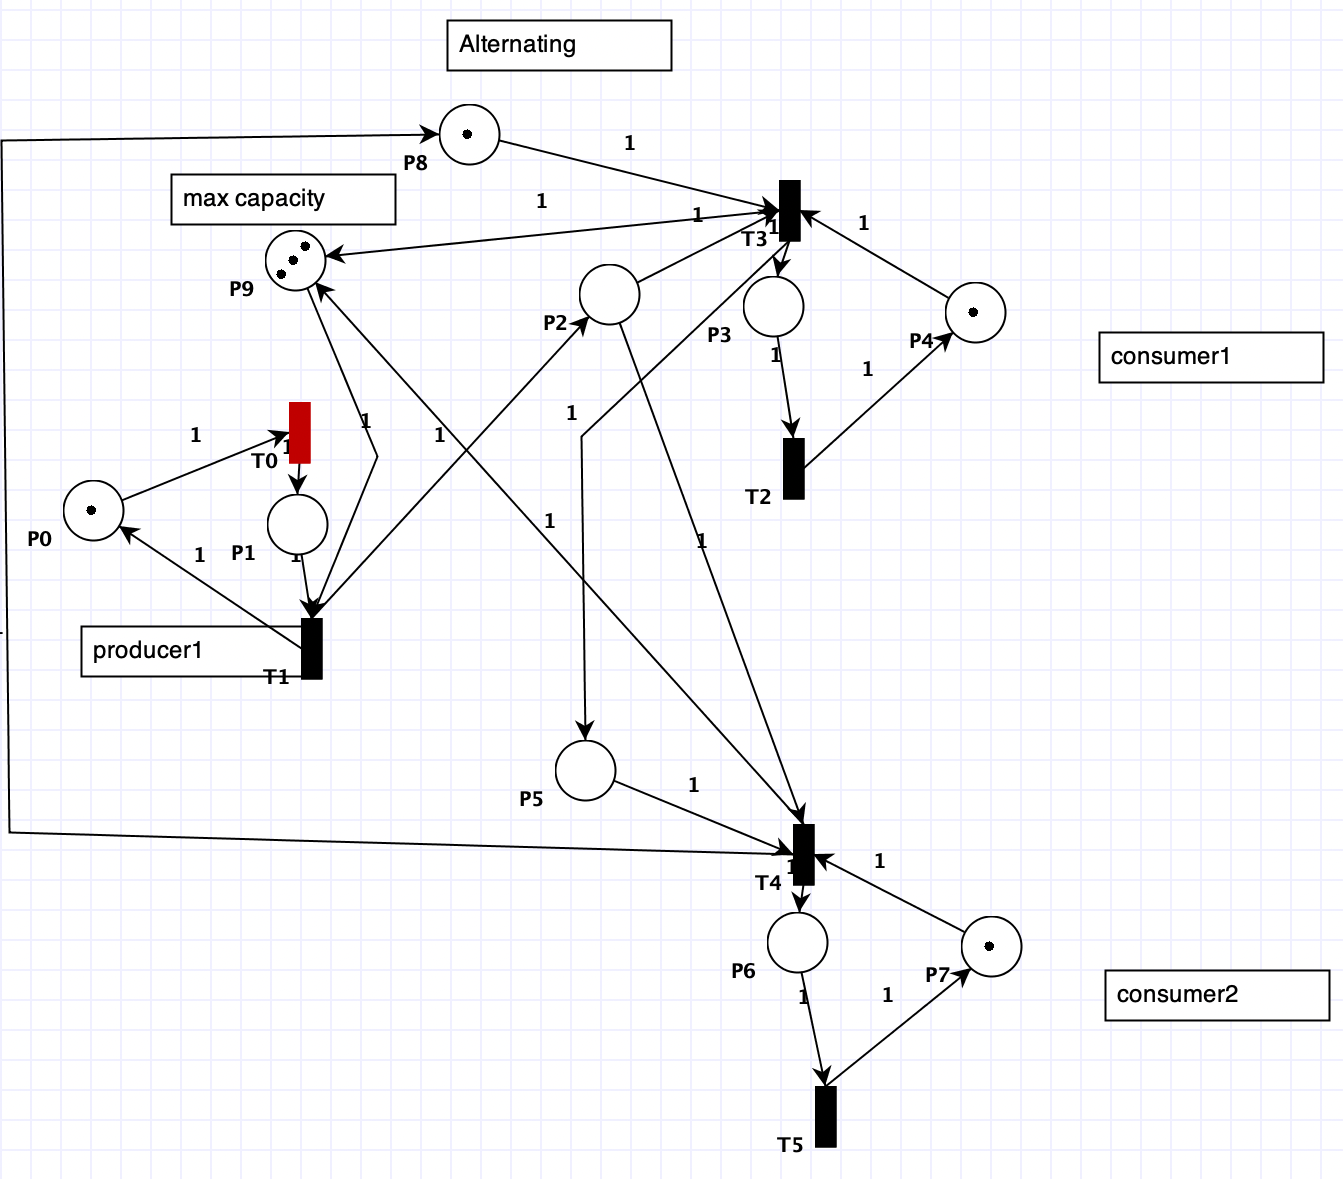 Alternating
1
P8
max capacity
1
1
1
1
T3
P9
P2
P3
P4
consumer1
1
1
1
1
1
1
1
T0
T2
P0
1
1
P1
1
1
producer1
T1
1
P5
1
1
T4
P6
P7
1
1
consumer2
T5